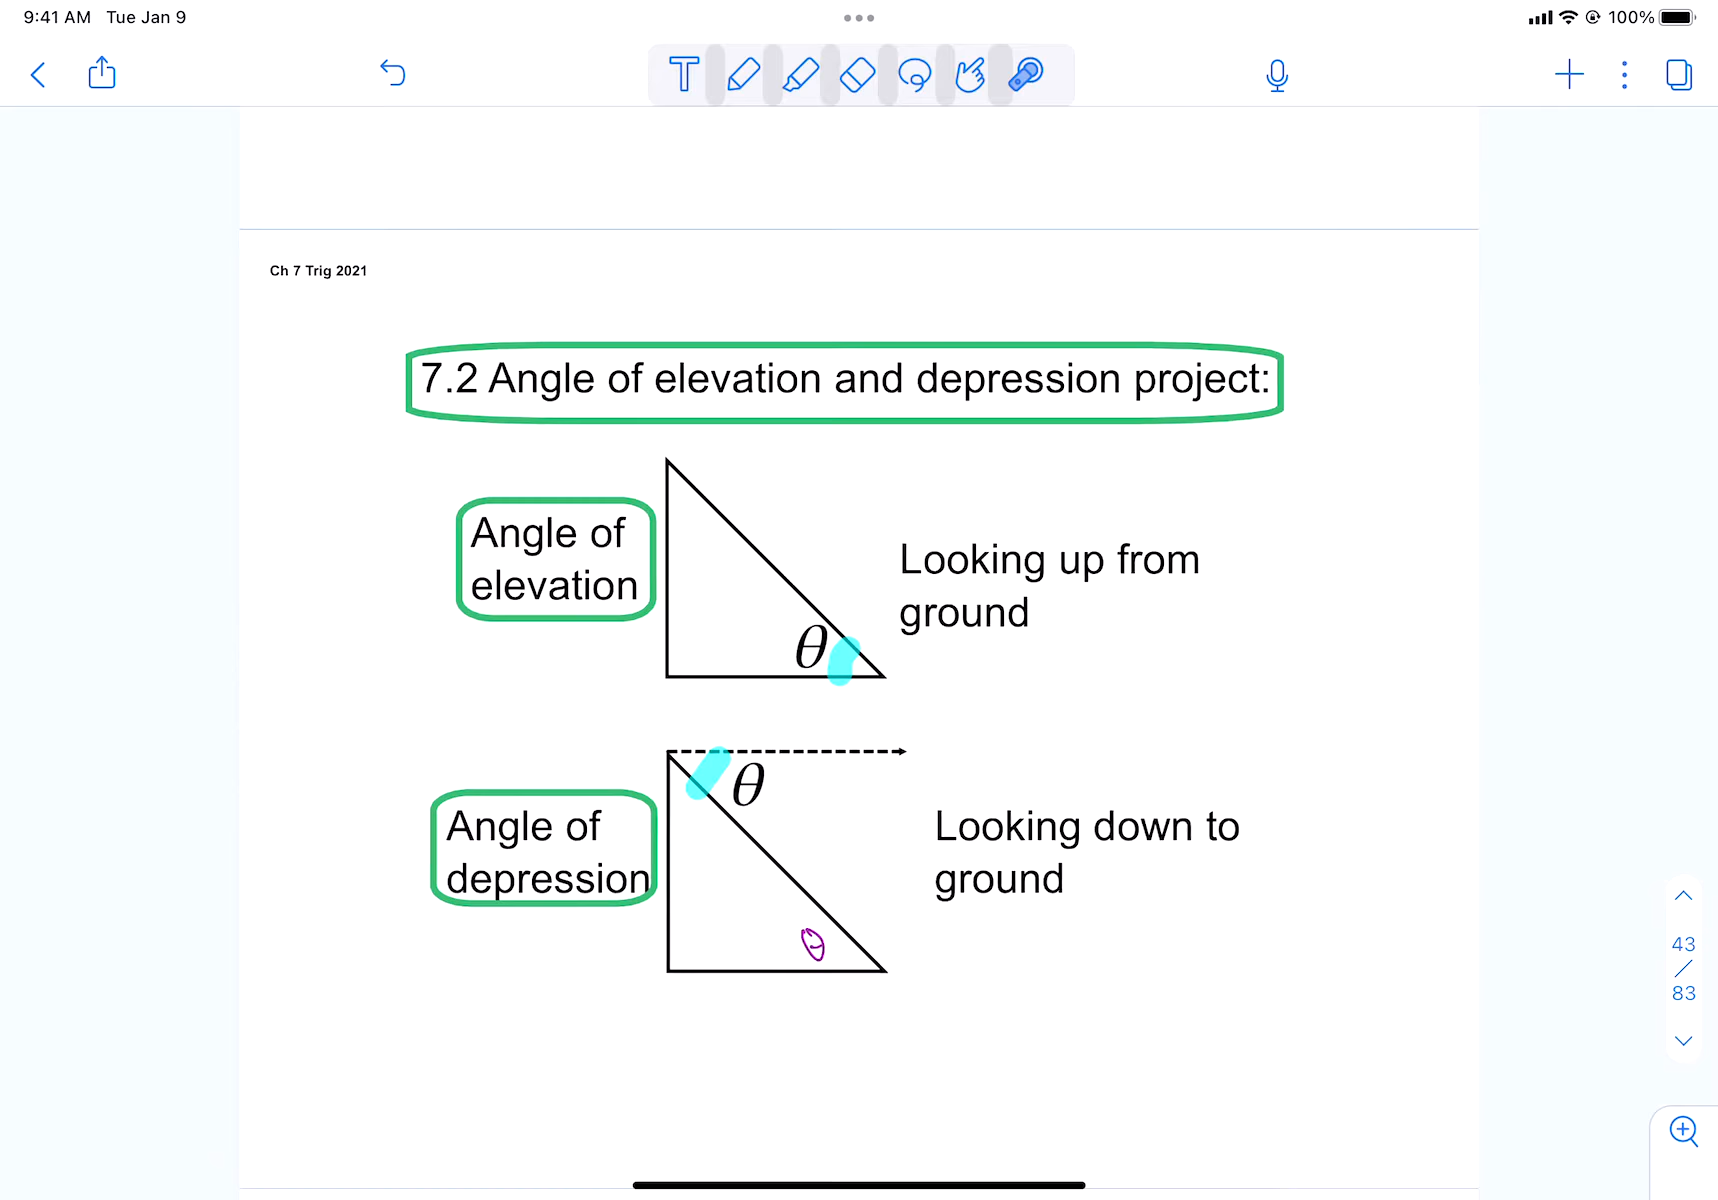 9:41 AM Tue Jan 9
100%
Ch 7 Trig 2021
7.2 Angle of elevation and depression project:
Angle of
elevation
θ
Looking up from
ground
θ
Angle of
depression
Looking down to
ground
θ
43
/
83